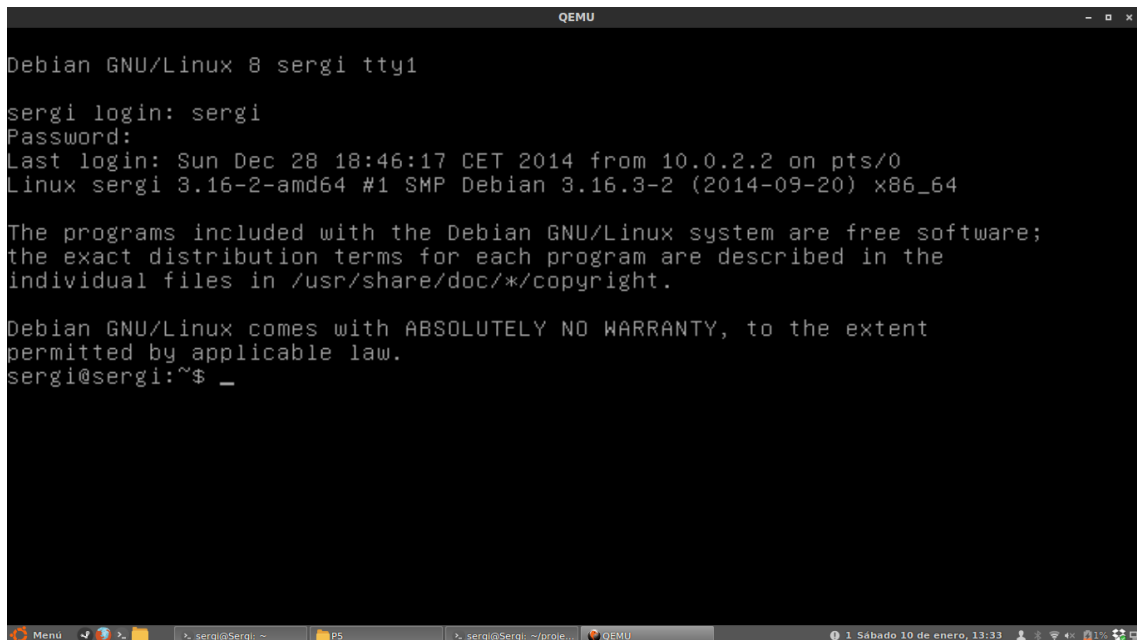 QEMU
Debian GNU/Linux 8 sergi tty1
sergi login: sergi
Password:
Last login: Sun Dec 28 18:46:17 CET 2014 from 10.0.2.2 on pts/0
Linux sergi 3.16-2-amd64 #1 SMP Debian 3.16.3-2 (2014-09-20) x86_64
The programs included with the Debian GNU/Linux system are free software;
the exact distribution terms for each program are described in the
individual files in /usr/share/doc/*/copyright.
Debian GNU/Linux comes with ABSOLUTELY NO WARRANTY, to the extent
permitted by applicable law.
sergi@sergi:~$ _
Menú sergi@Sergi: ~ P5 sergi@Sergi: ~/proje... QEMU 1 Sábado 10 de enero, 13:33 81%